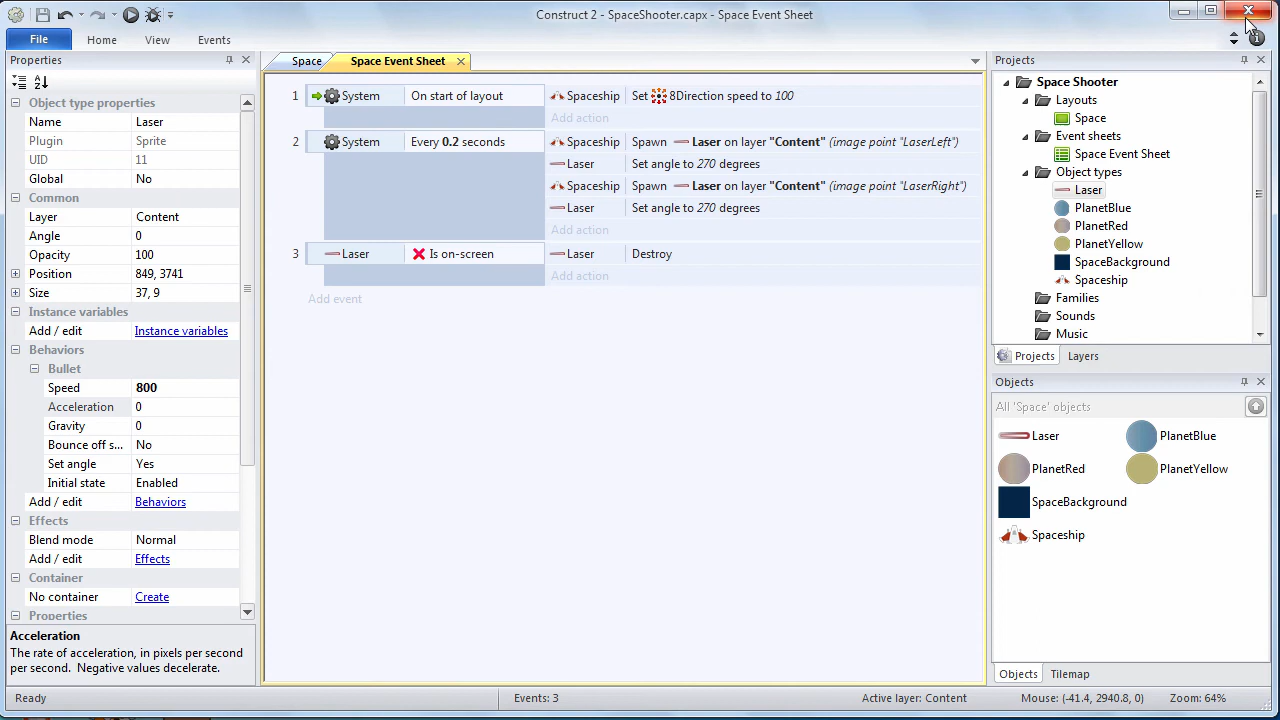 Construct 2 - SpaceShooter.capx - Space Event Sheet
File Home View Events
Properties
Object type properties
Name Laser
Plugin Sprite
UID 11
Global No
Common
Layer Content
Angle 0
Opacity 100
Position 849, 3741
Size 37, 9
Instance variables
Add / edit Instance variables
Behaviors
Bullet
Speed 800
Acceleration 0
Gravity 0
Bounce off s... No
Set angle Yes
Initial state Enabled
Add / edit Behaviors
Effects
Blend mode Normal
Add / edit Effects
Container
No container Create
Properties
Acceleration
The rate of acceleration, in pixels per second
per second. Negative values decelerate.
Space Space Event Sheet
1 System On start of layout Spaceship Set 8Direction speed to 100
Add action
2 System Every 0.2 seconds Spaceship Spawn Laser on layer "Content" (image point "LaserLeft")
Laser Set angle to 270 degrees
Spaceship Spawn Laser on layer "Content" (image point "LaserRight")
Laser Set angle to 270 degrees
Add action
3 Laser Is on-screen Laser Destroy
Add action
Add event
Projects
Space Shooter
Layouts
Space
Event sheets
Space Event Sheet
Object types
Laser
PlanetBlue
PlanetRed
PlanetYellow
SpaceBackground
Spaceship
Families
Sounds
Music
Projects Layers
Objects
All 'Space' objects
Laser PlanetBlue
PlanetRed PlanetYellow
SpaceBackground
Spaceship
Objects Tilemap
Ready Events: 3 Active layer: Content Mouse: (-41.4, 2940.8, 0) Zoom: 64%